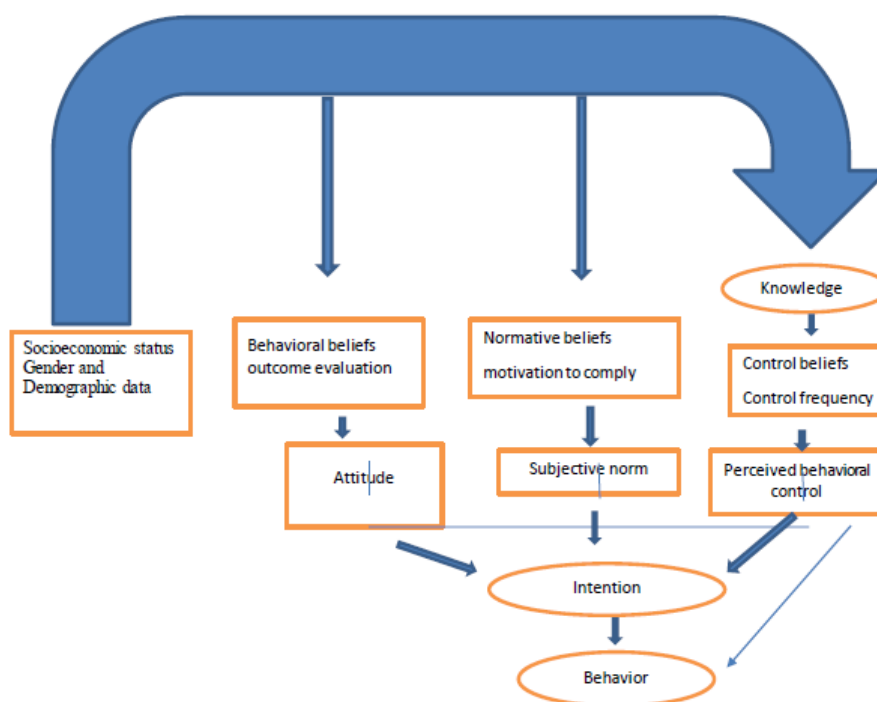 Knowledge
Socioeconomic status
Gender and
Demographic data
Behavioral beliefs
outcome evaluation
Normative beliefs
motivation to comply
Control beliefs
Control frequency
Attitude
Subjective norm
Perceived behavioral
control
Intention
Behavior